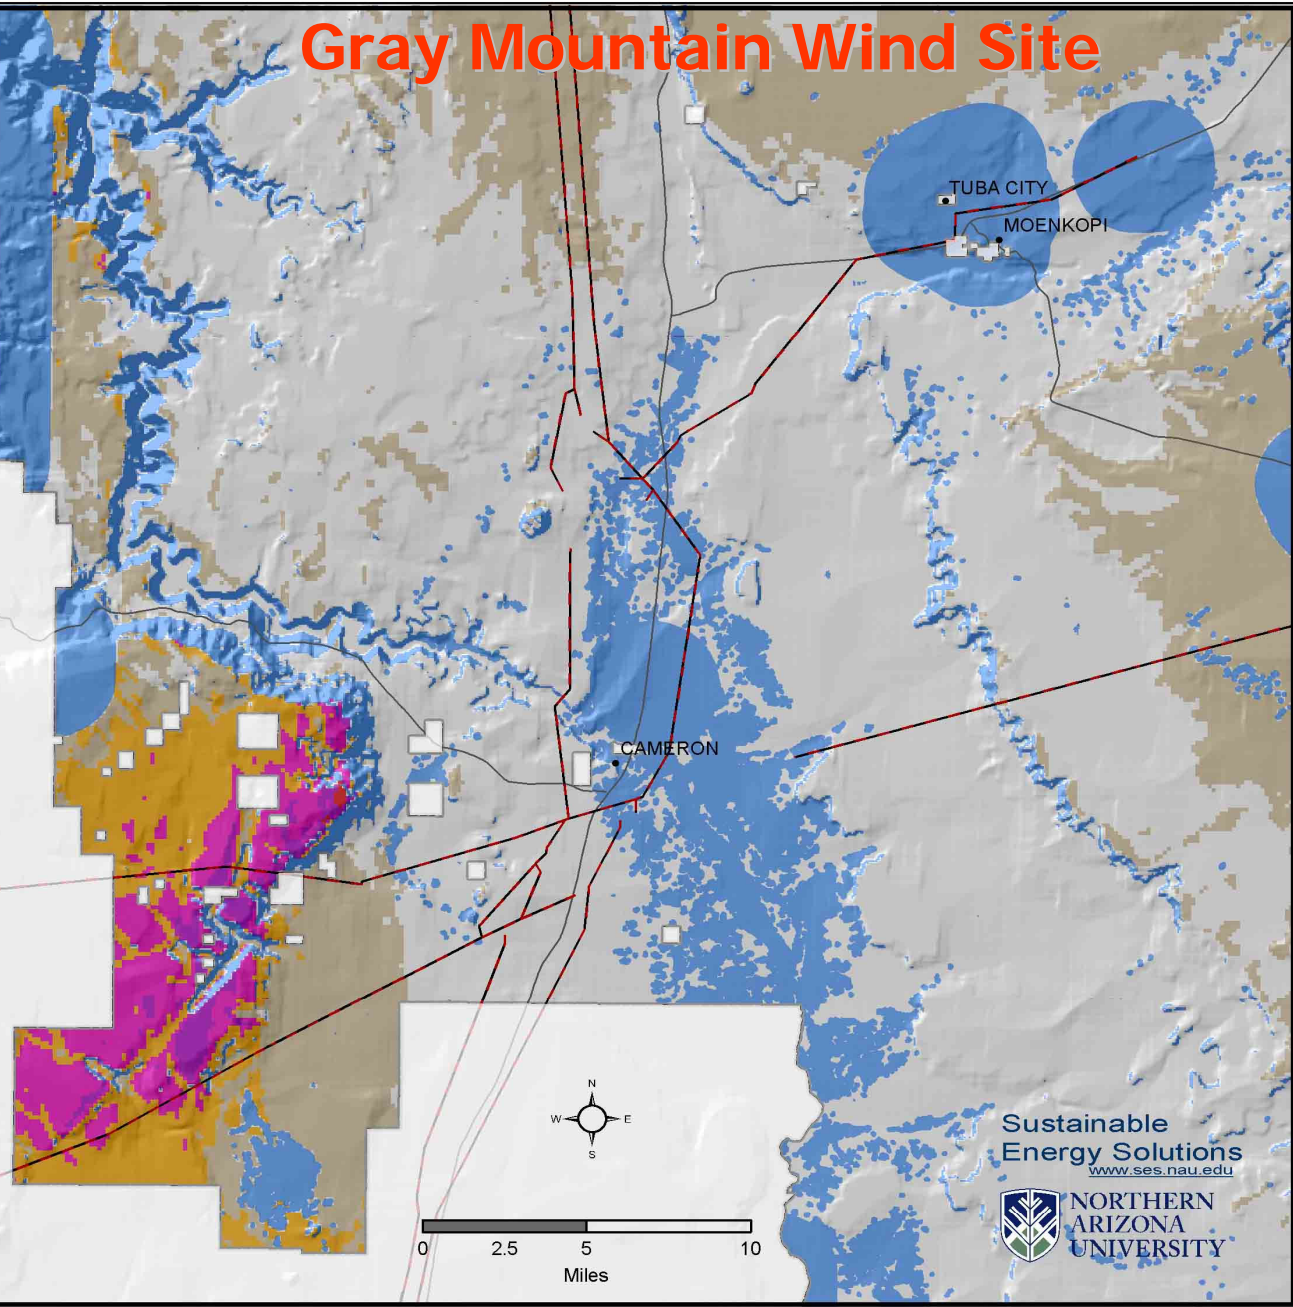 Gray Mountain Wind Site
TUBA CITY
MOENKOPI
CAMERON
N
W E
S
0 2.5 5 10
Miles
Sustainable
Energy Solutions
www.ses.nau.edu
NORTHERN
ARIZONA
UNIVERSITY